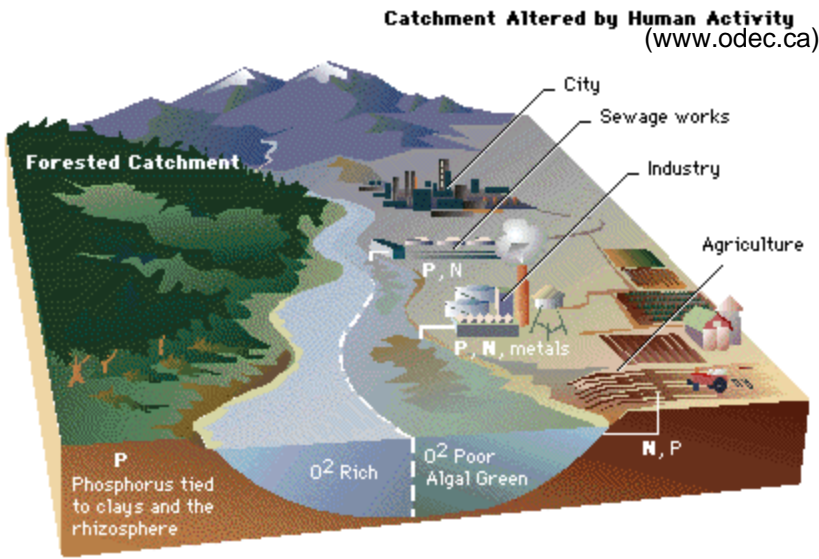 Catchment Altered by Human Activity
(www.odec.ca)
City
Sewage works
Forested Catchment
Industry
Agriculture
P, N
P, N, metals
N, P
P
Phosphorus tied
to clays and the
rhizosphere
O² Rich
O² Poor
Algal Green